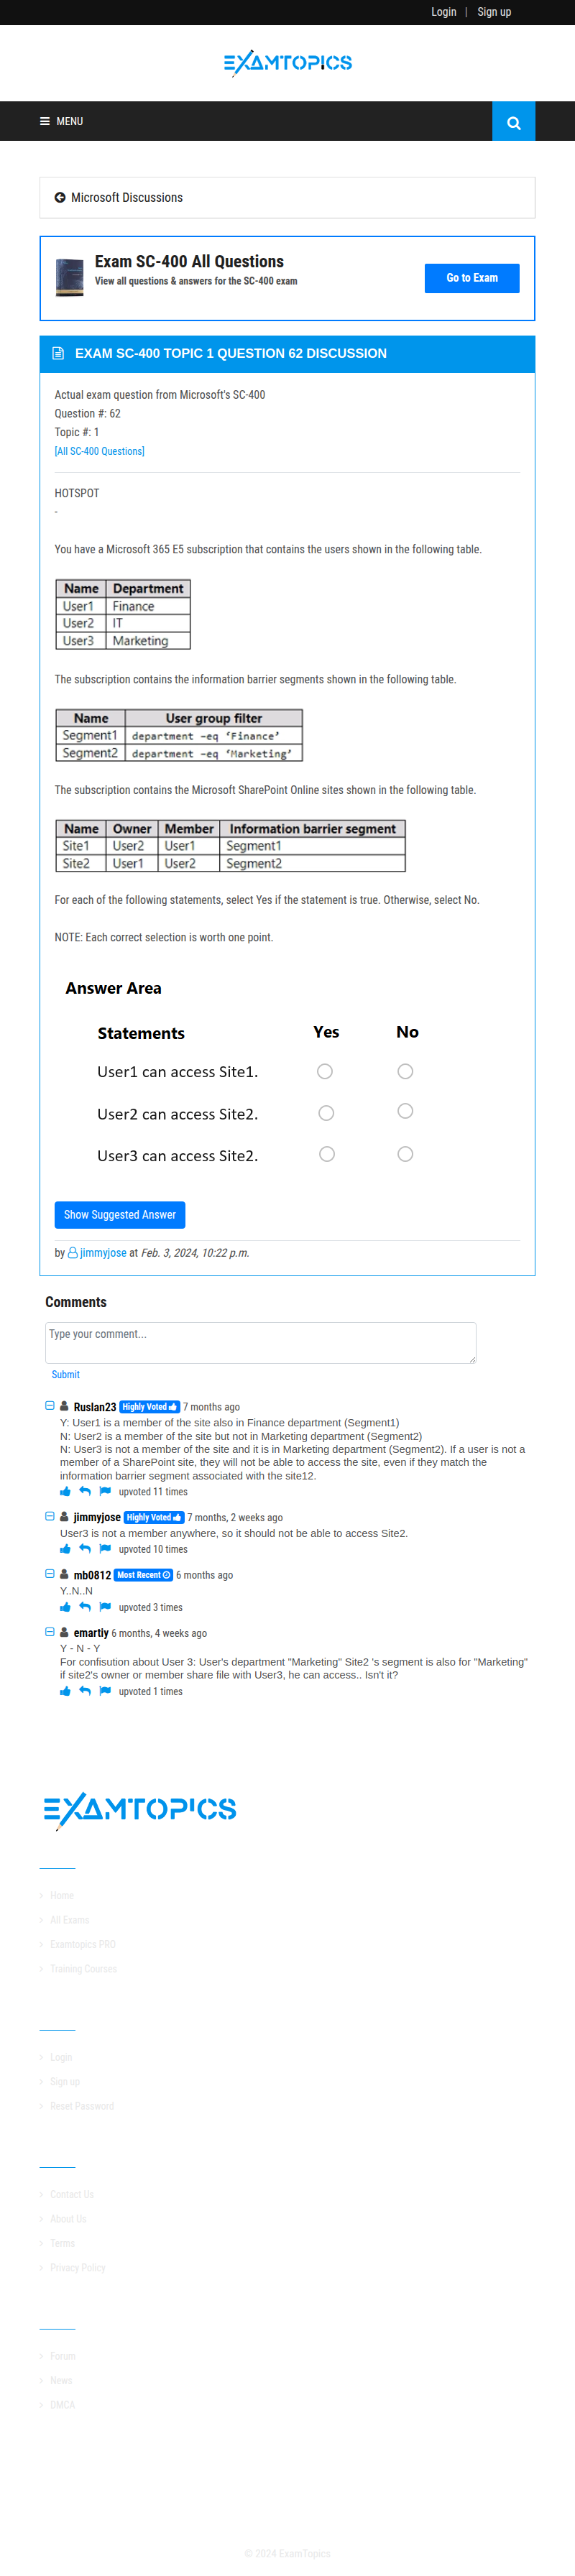 Login | Sign up
EXAMTOPICS
MENU
Microsoft Discussions
Exam SC-400 All Questions
View all questions & answers for the SC-400 exam
Go to Exam
EXAM SC-400 TOPIC 1 QUESTION 62 DISCUSSION
Actual exam question from Microsoft's SC-400
Question #: 62
Topic #: 1
[All SC-400 Questions]
HOTSPOT
-
You have a Microsoft 365 E5 subscription that contains the users shown in the following table.
Name Department
User1 Finance
User2 IT
User3 Marketing
The subscription contains the information barrier segments shown in the following table.
Name User group filter
Segment1 department -eq ‘Finance’
Segment2 department -eq ‘Marketing’
The subscription contains the Microsoft SharePoint Online sites shown in the following table.
Name Owner Member Information barrier segment
Site1 User2 User1 Segment1
Site2 User1 User2 Segment2
For each of the following statements, select Yes if the statement is true. Otherwise, select No.
NOTE: Each correct selection is worth one point.
Answer Area
Statements Yes No
User1 can access Site1.
User2 can access Site2.
User3 can access Site2.
Show Suggested Answer
by jimmyjose at Feb. 3, 2024, 10:22 p.m.
Comments
Type your comment...
Submit
Ruslan23 Highly Voted 7 months ago
Y: User1 is a member of the site also in Finance department (Segment1)
N: User2 is a member of the site but not in Marketing department (Segment2)
N: User3 is not a member of the site and it is in Marketing department (Segment2). If a user is not a
member of a SharePoint site, they will not be able to access the site, even if they match the
information barrier segment associated with the site12.
upvoted 11 times
jimmyjose Highly Voted 7 months, 2 weeks ago
User3 is not a member anywhere, so it should not be able to access Site2.
upvoted 10 times
mb0812 Most Recent 6 months ago
Y..N..N
upvoted 3 times
emartiy 6 months, 4 weeks ago
Y - N - Y
For confisution about User 3: User's department "Marketing" Site2 's segment is also for "Marketing"
if site2's owner or member share file with User3, he can access.. Isn't it?
upvoted 1 times
EXAMTOPICS
Home
All Exams
Examtopics PRO
Training Courses
Login
Sign up
Reset Password
Contact Us
About Us
Terms
Privacy Policy
Forum
News
DMCA
© 2024 ExamTopics